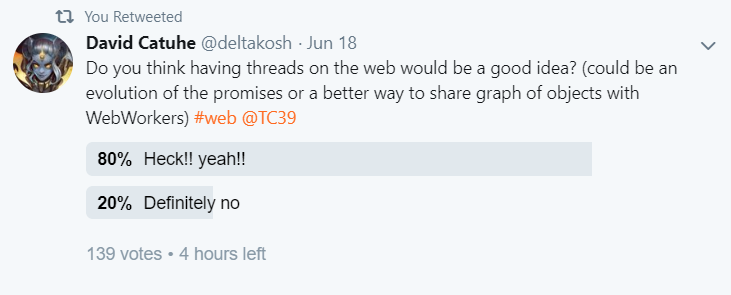 You Retweeted
David Catuhe @deltakosh · Jun 18
Do you think having threads on the web would be a good idea? (could be an
evolution of the promises or a better way to share graph of objects with
WebWorkers) #web @TC39
80% Heck!! yeah!!
20% Definitely no
139 votes • 4 hours left